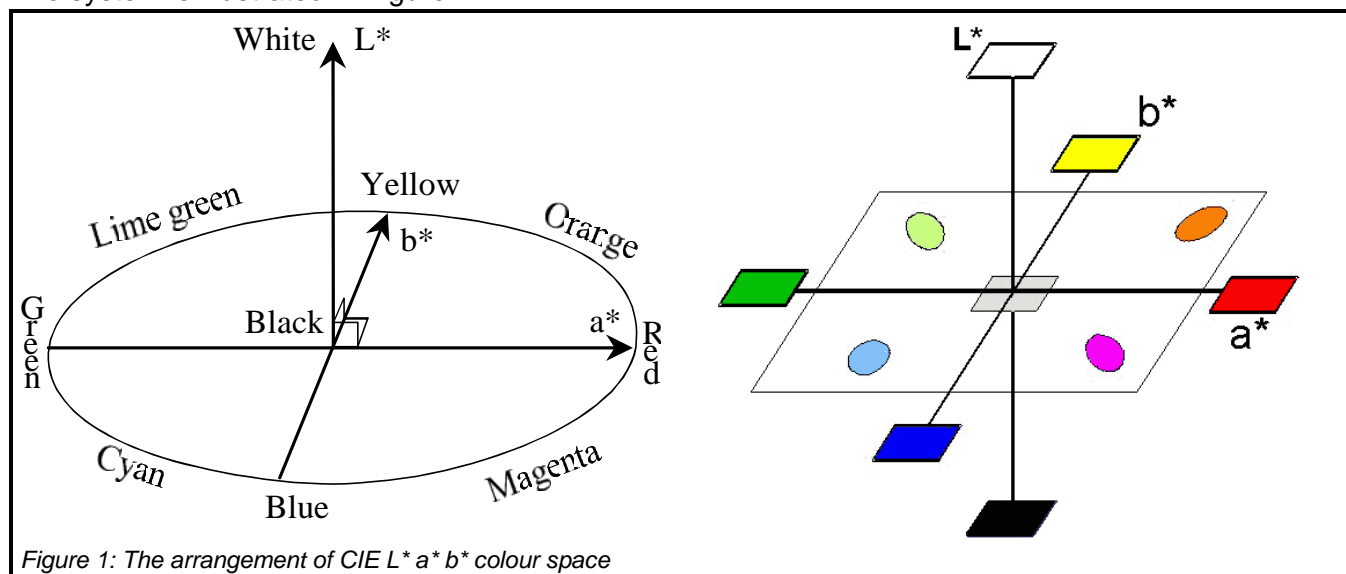 White L*
Yellow
Lime green
Orange
b*
Green
Black
a*
Red
Cyan
Magenta
Blue
L*
b*
a*
Figure 1: The arrangement of CIE L* a* b* colour space